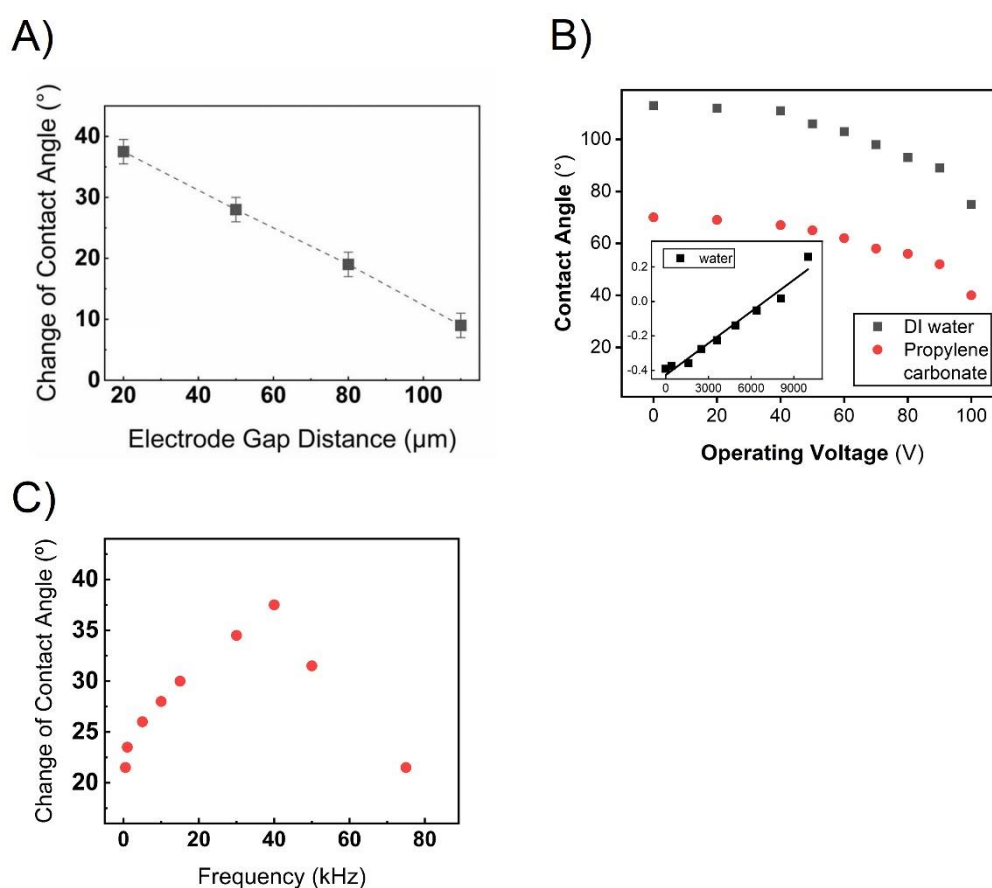 A)
Change of Contact Angle (°)
40
30
20
10
0
20 40 60 80 100
Electrode Gap Distance (µm)
B)
Contact Angle (°)
100
80
60
40
20
water
0.2
0.0
-0.2
-0.4
0 3000 6000 9000
DI water
Propylene
carbonate
0 20 40 60 80 100
Operating Voltage (V)
C)
Change of Contact Angle (º)
40
35
30
25
20
0 20 40 60 80
Frequency (kHz)